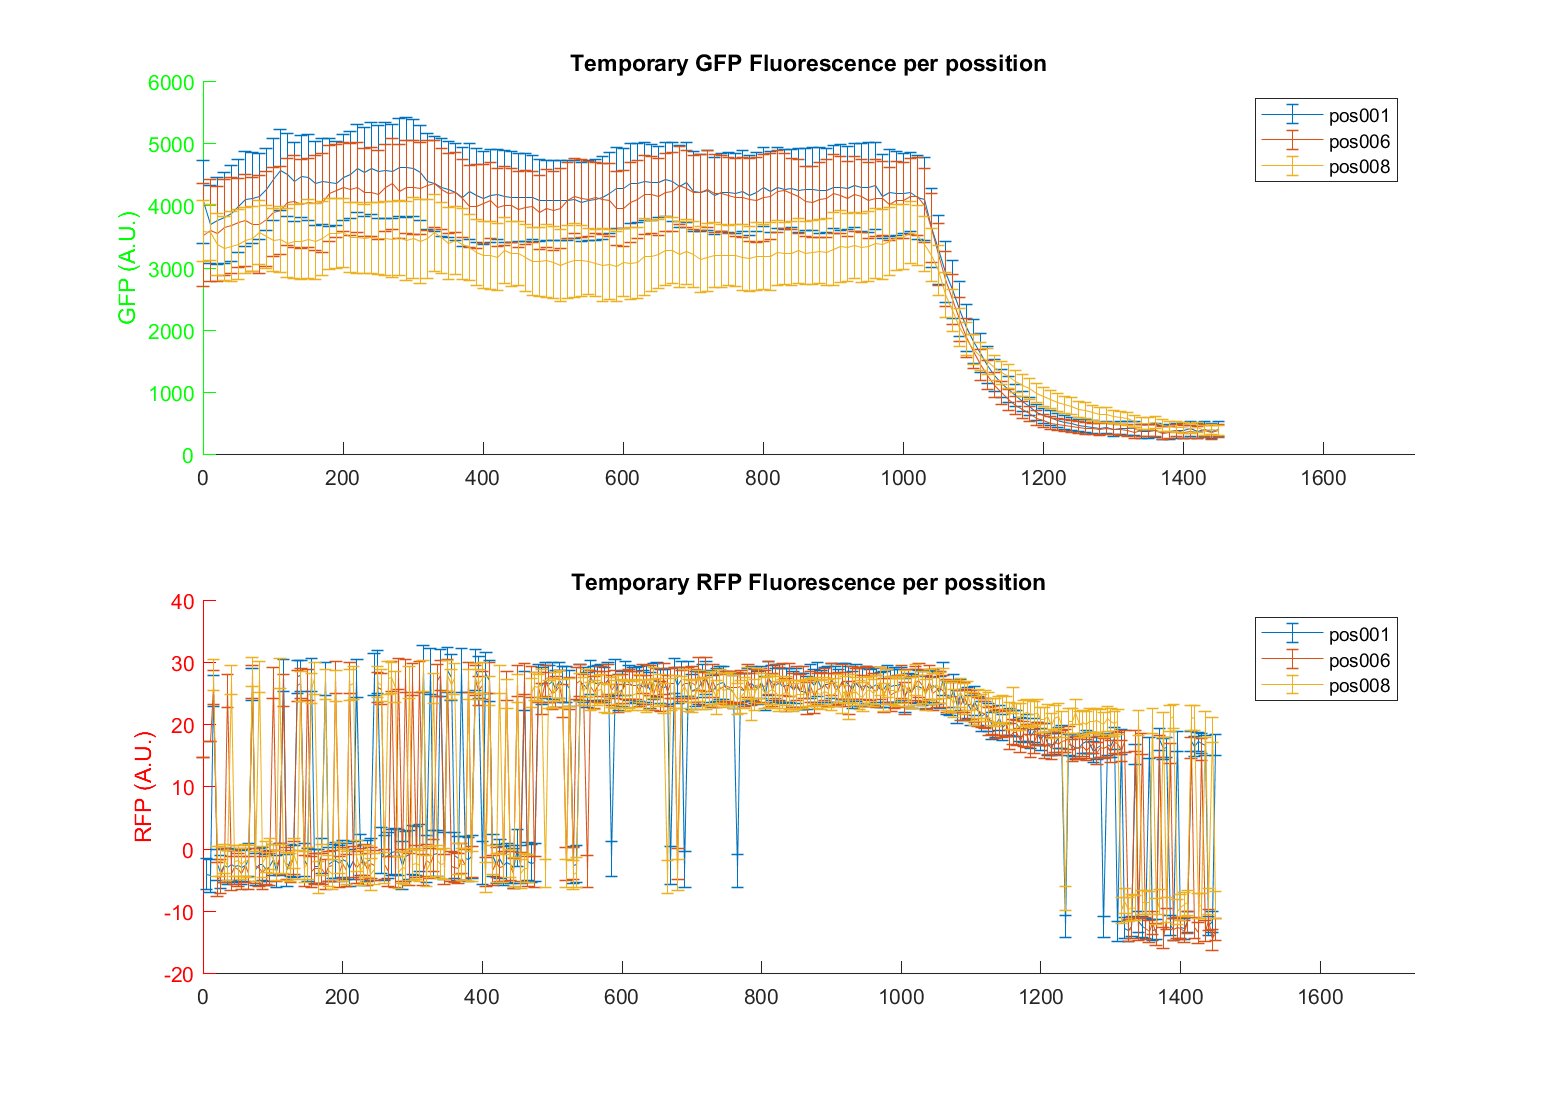 Temporary GFP Fluorescence per possition
6000
5000
4000
3000
2000
1000
0
GFP (A.U.)
0 200 400 600 800 1000 1200 1400 1600
pos001
pos006
pos008
Temporary RFP Fluorescence per possition
40
30
20
10
0
-10
-20
RFP (A.U.)
0 200 400 600 800 1000 1200 1400 1600
pos001
pos006
pos008